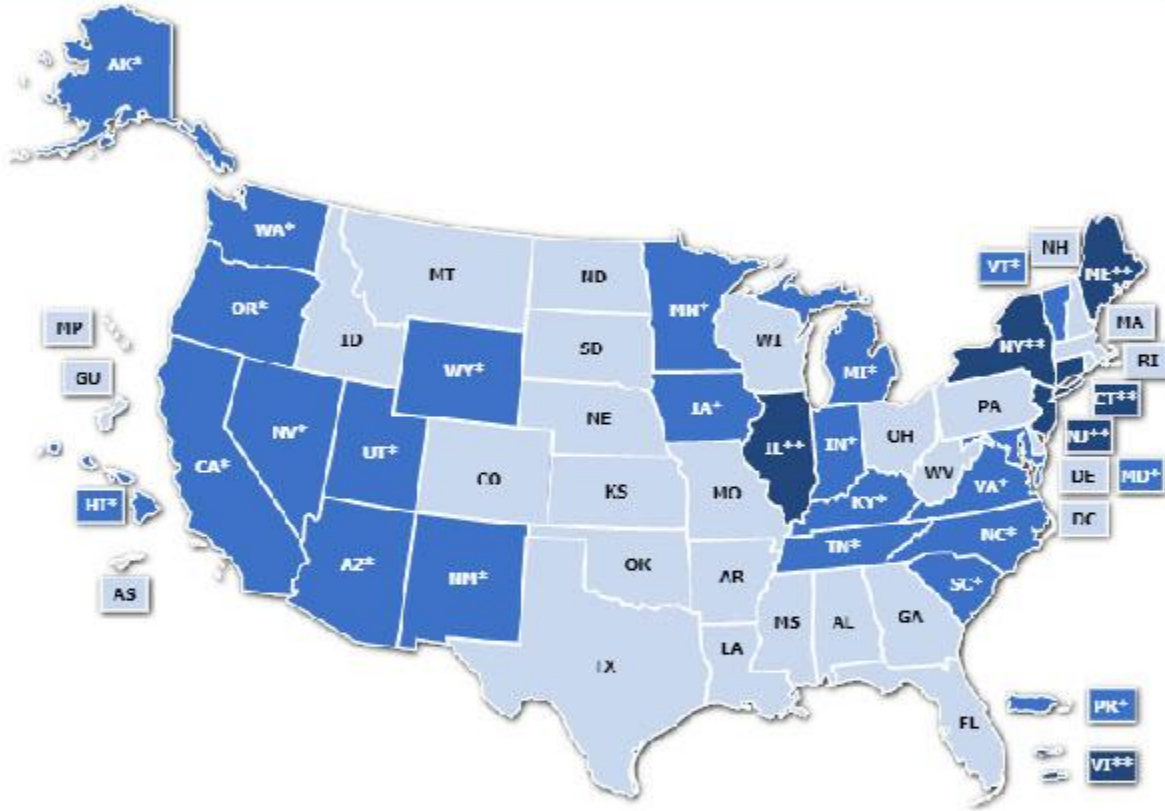 AK*
WA*
MT
ND
MN*
VT*
NH
ME**
OR*
ID
SD
WI
MI*
NY**
MA
RI
MP
GU
WY*
NE
IA*
PA
CT**
NJ**
NV*
UT*
CO
KS
MO
IL**
IN*
OH
WV
VA*
DE
MD*
DC
CA*
HI*
KY*
AZ*
NM*
OK
AR
TN*
NC*
SC*
AS
TX
LA
MS
AL
GA
FL
PR*
VI**